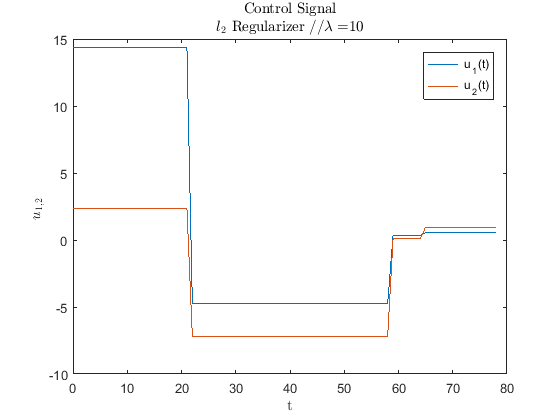 Control Signal
l₂ Regularizer //λ =10
15
10
5
0
-5
-10
u₁,₂
0 10 20 30 40 50 60 70 80
t
u₁(t)
u₂(t)